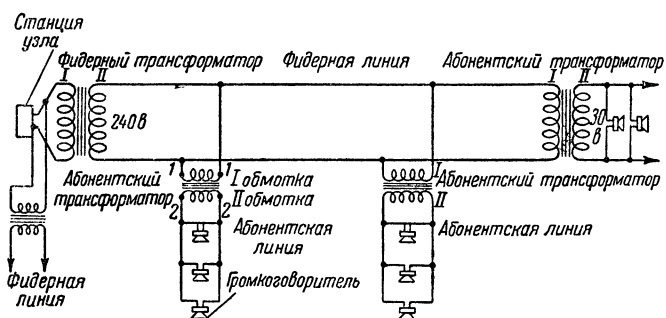 Станция
узла
Фидерный трансформатор
Фидерная линия
Абонентский трансформатор
I
II
I
II
240в
30
в
1
1
Абонентский
трансформатор
I обмотка
II обмотка
2
2
I
Абонентский трансформатор
II
Абонентская
линия
Абонентская линия
Фидерная
линия
Громкоговоритель